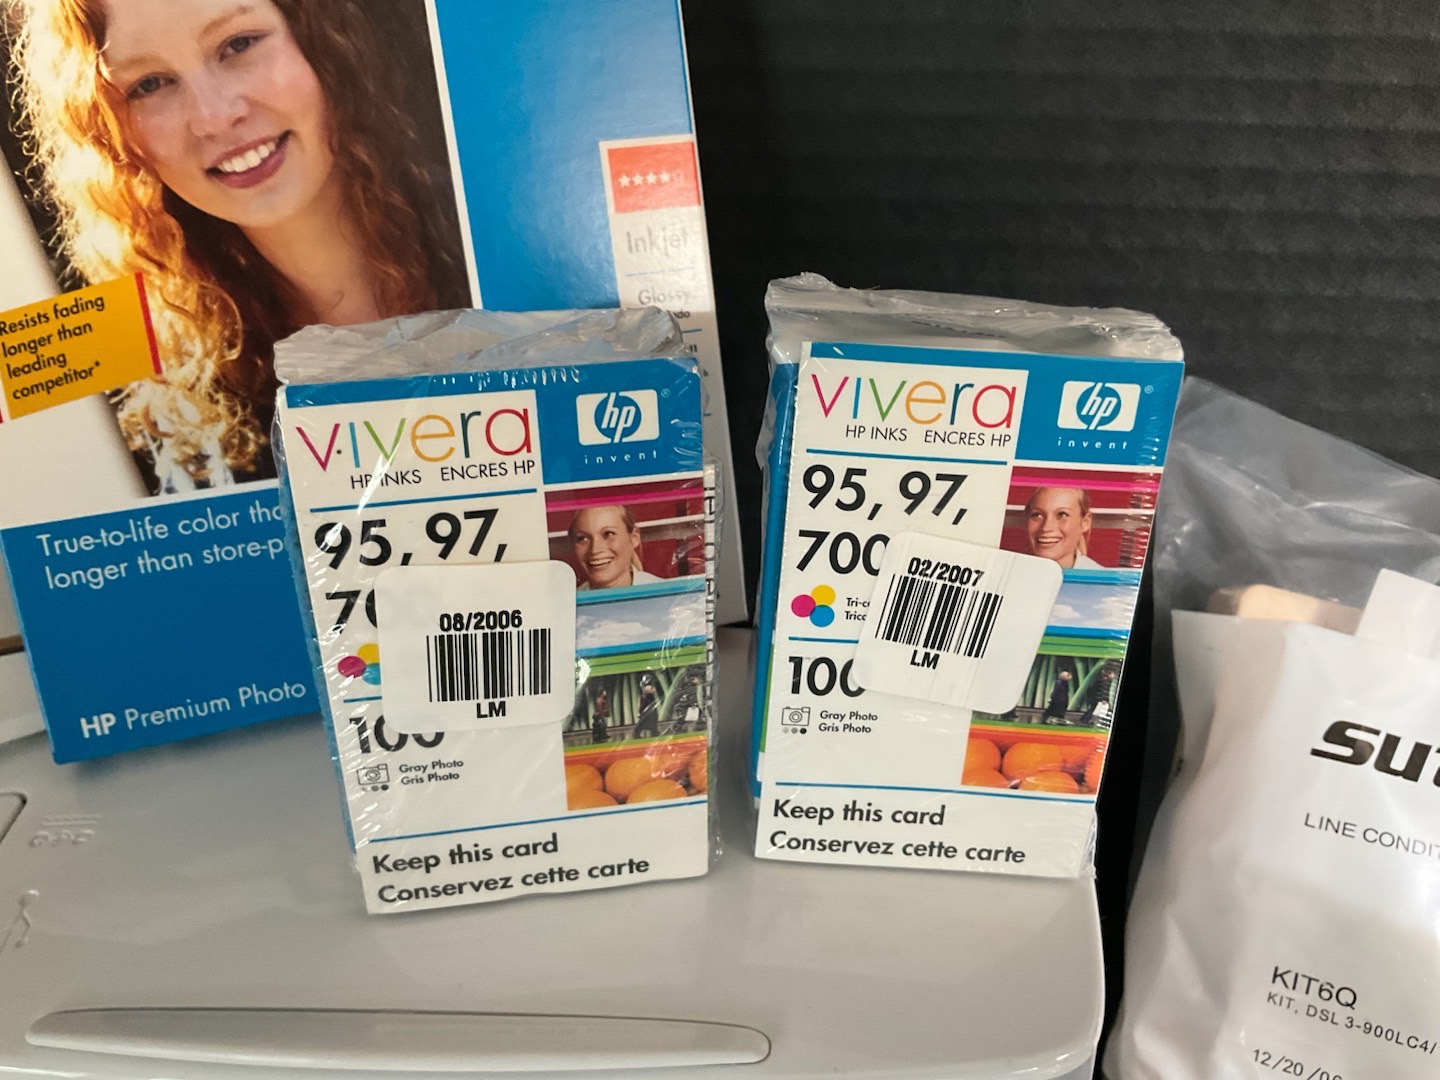 Resists fading
longer than
leading
competitor*
True-to-life color
longer than
HP Premium Photo
Inkjet
Glossy
vivera
HP INKS ENCRES HP
hp
invent
95, 97,
08/2006
LM
100
Gray Photo
Gris Photo
Keep this card
Conservez cette carte
vivera
HP INKS ENCRES HP
hp
invent
95, 97,
700
02/2007
LM
100
Gray Photo
Gris Photo
Keep this card
Conservez cette carte
LINE
KIT6Q
KIT, DSL 3-900LC4/